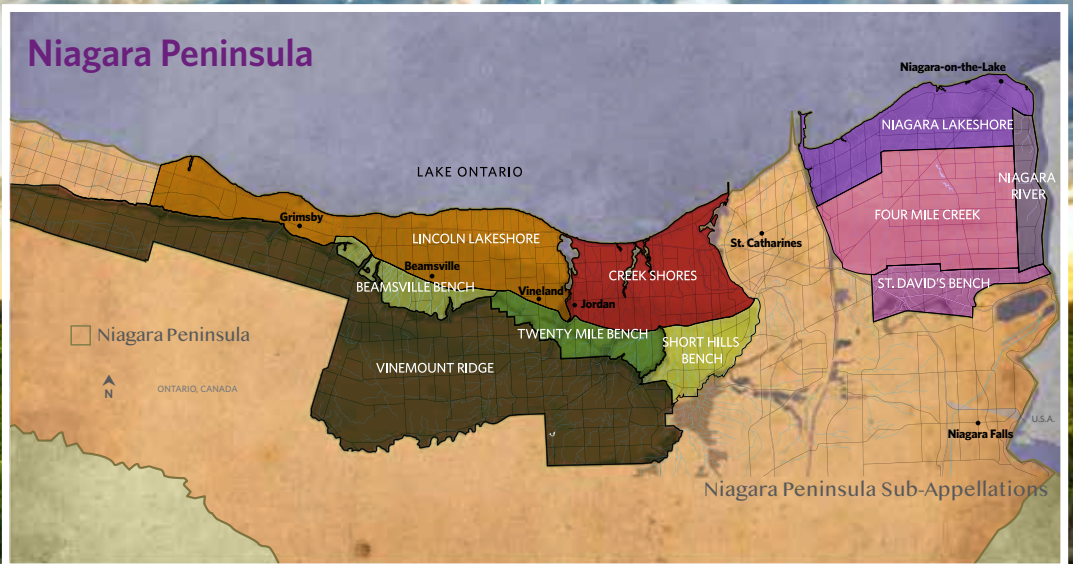 Niagara Peninsula
Niagara-on-the-Lake
NIAGARA LAKESHORE
LAKE ONTARIO
NIAGARA
RIVER
FOUR MILE CREEK
Grimsby
LINCOLN LAKESHORE
St. Catharines
Beamsville
CREEK SHORES
BEAMSVILLE BENCH
ST. DAVID'S BENCH
Vineland
Jordan
Niagara Peninsula
TWENTY MILE BENCH
SHORT HILLS
BENCH
VINEMOUNT RIDGE
N
ONTARIO, CANADA
U.S.A.
Niagara Falls
Niagara Peninsula Sub-Appellations